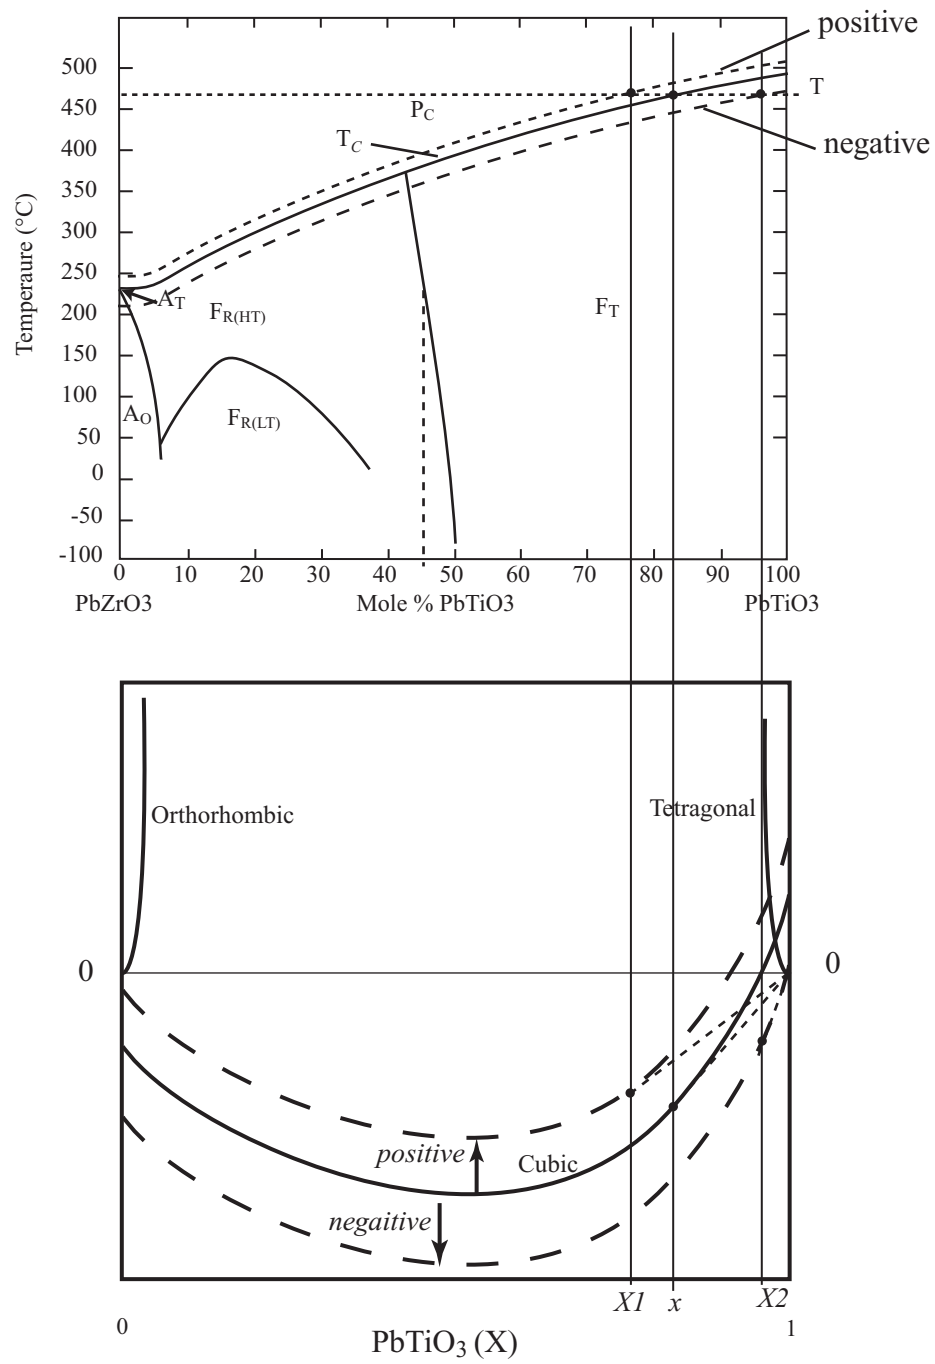 positive
500
T
450
P_C
negative
T_C
400
350
Temperaure (°C)
300
250
A_T
F_R(HT)
F_T
200
150
100
A_O
F_R(LT)
50
0
-50
-100
0 10 20 30 40 50 60 70 80 90 100
PbZrO3 Mole % PbTiO3 PbTiO3
Orthorhombic Tetragonal
0 0
positive Cubic
negaitive
X1 x X2
0 1
PbTiO₃ (X)